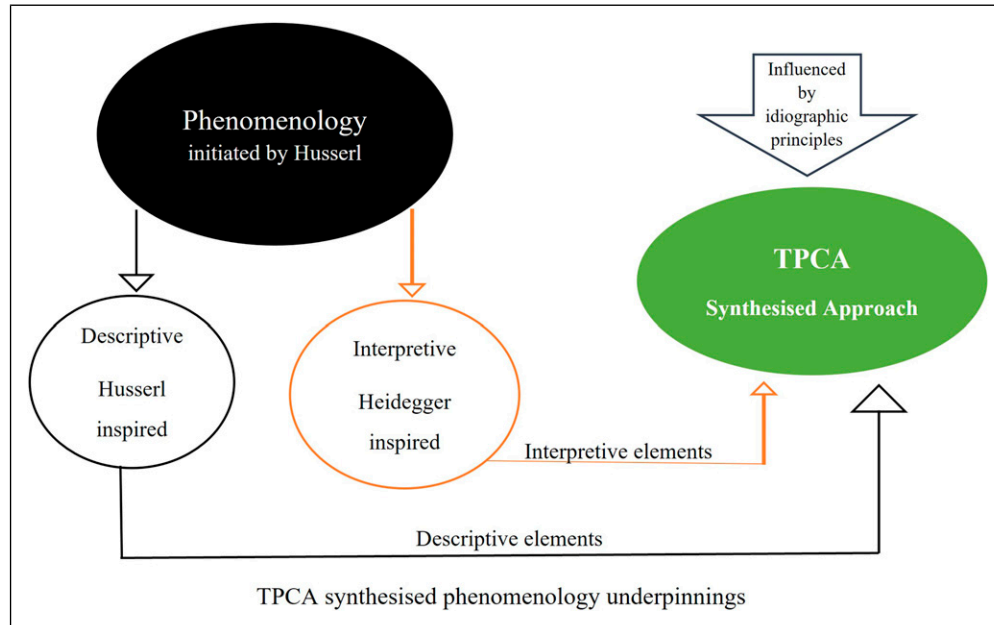 Phenomenology
initiated by Husserl
Influenced
by
idiographic
principles
TPCA
Synthesised Approach
Descriptive
Husserl
inspired
Interpretive
Heidegger
inspired
Interpretive elements
Descriptive elements
TPCA synthesised phenomenology underpinnings